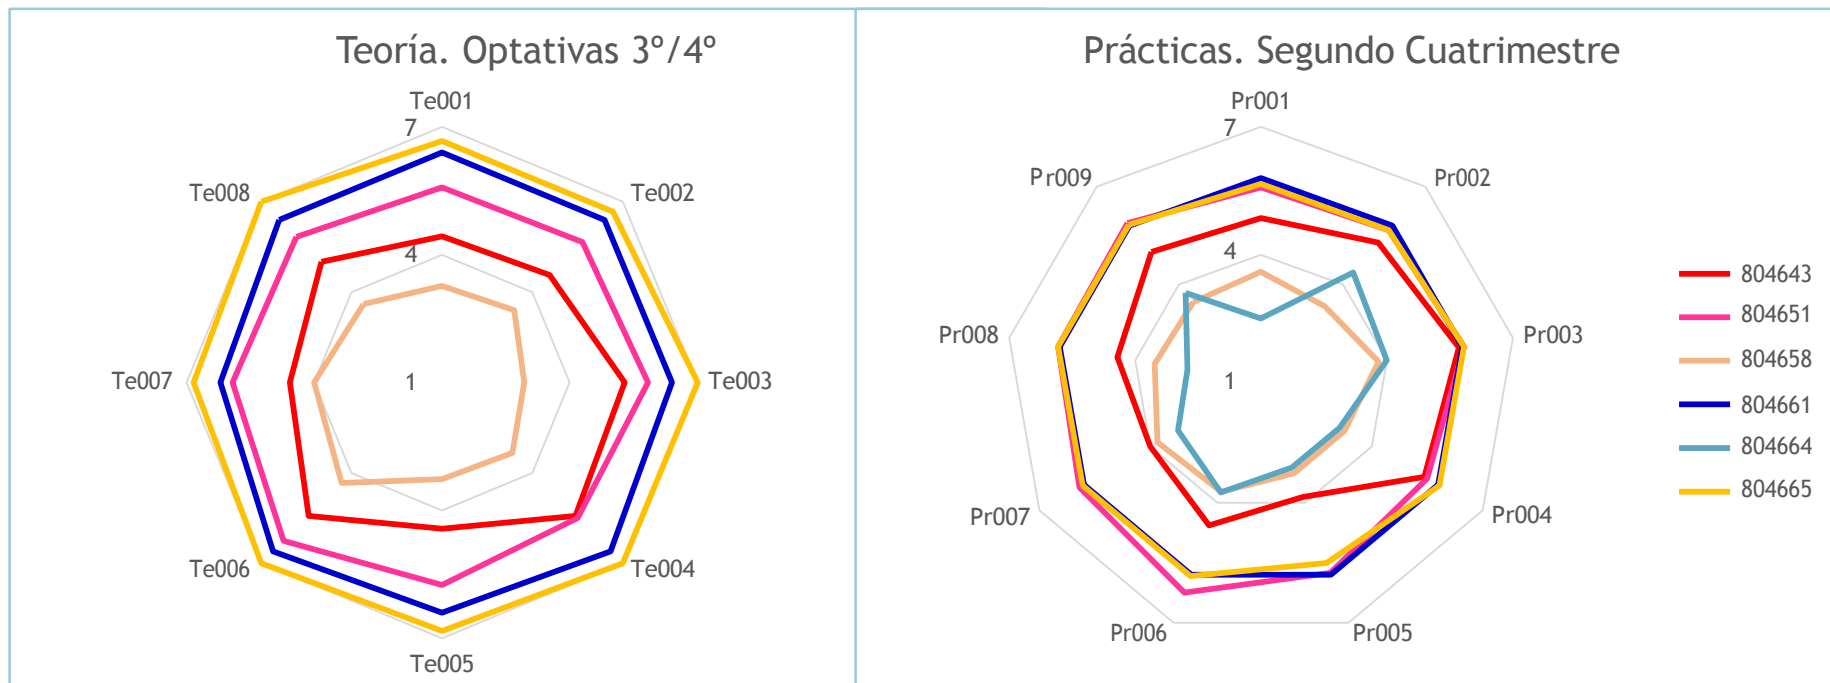 Teoría. Optativas 3º/4º
Te001
7
Te008
Te002
4
Te007
1
Te003
Te006
Te004
Te005
Prácticas. Segundo Cuatrimestre
Pr001
7
Pr009
Pr002
4
Pr008
Pr003
1
Pr007
Pr004
Pr006
Pr005
804643
804651
804658
804661
804664
804665